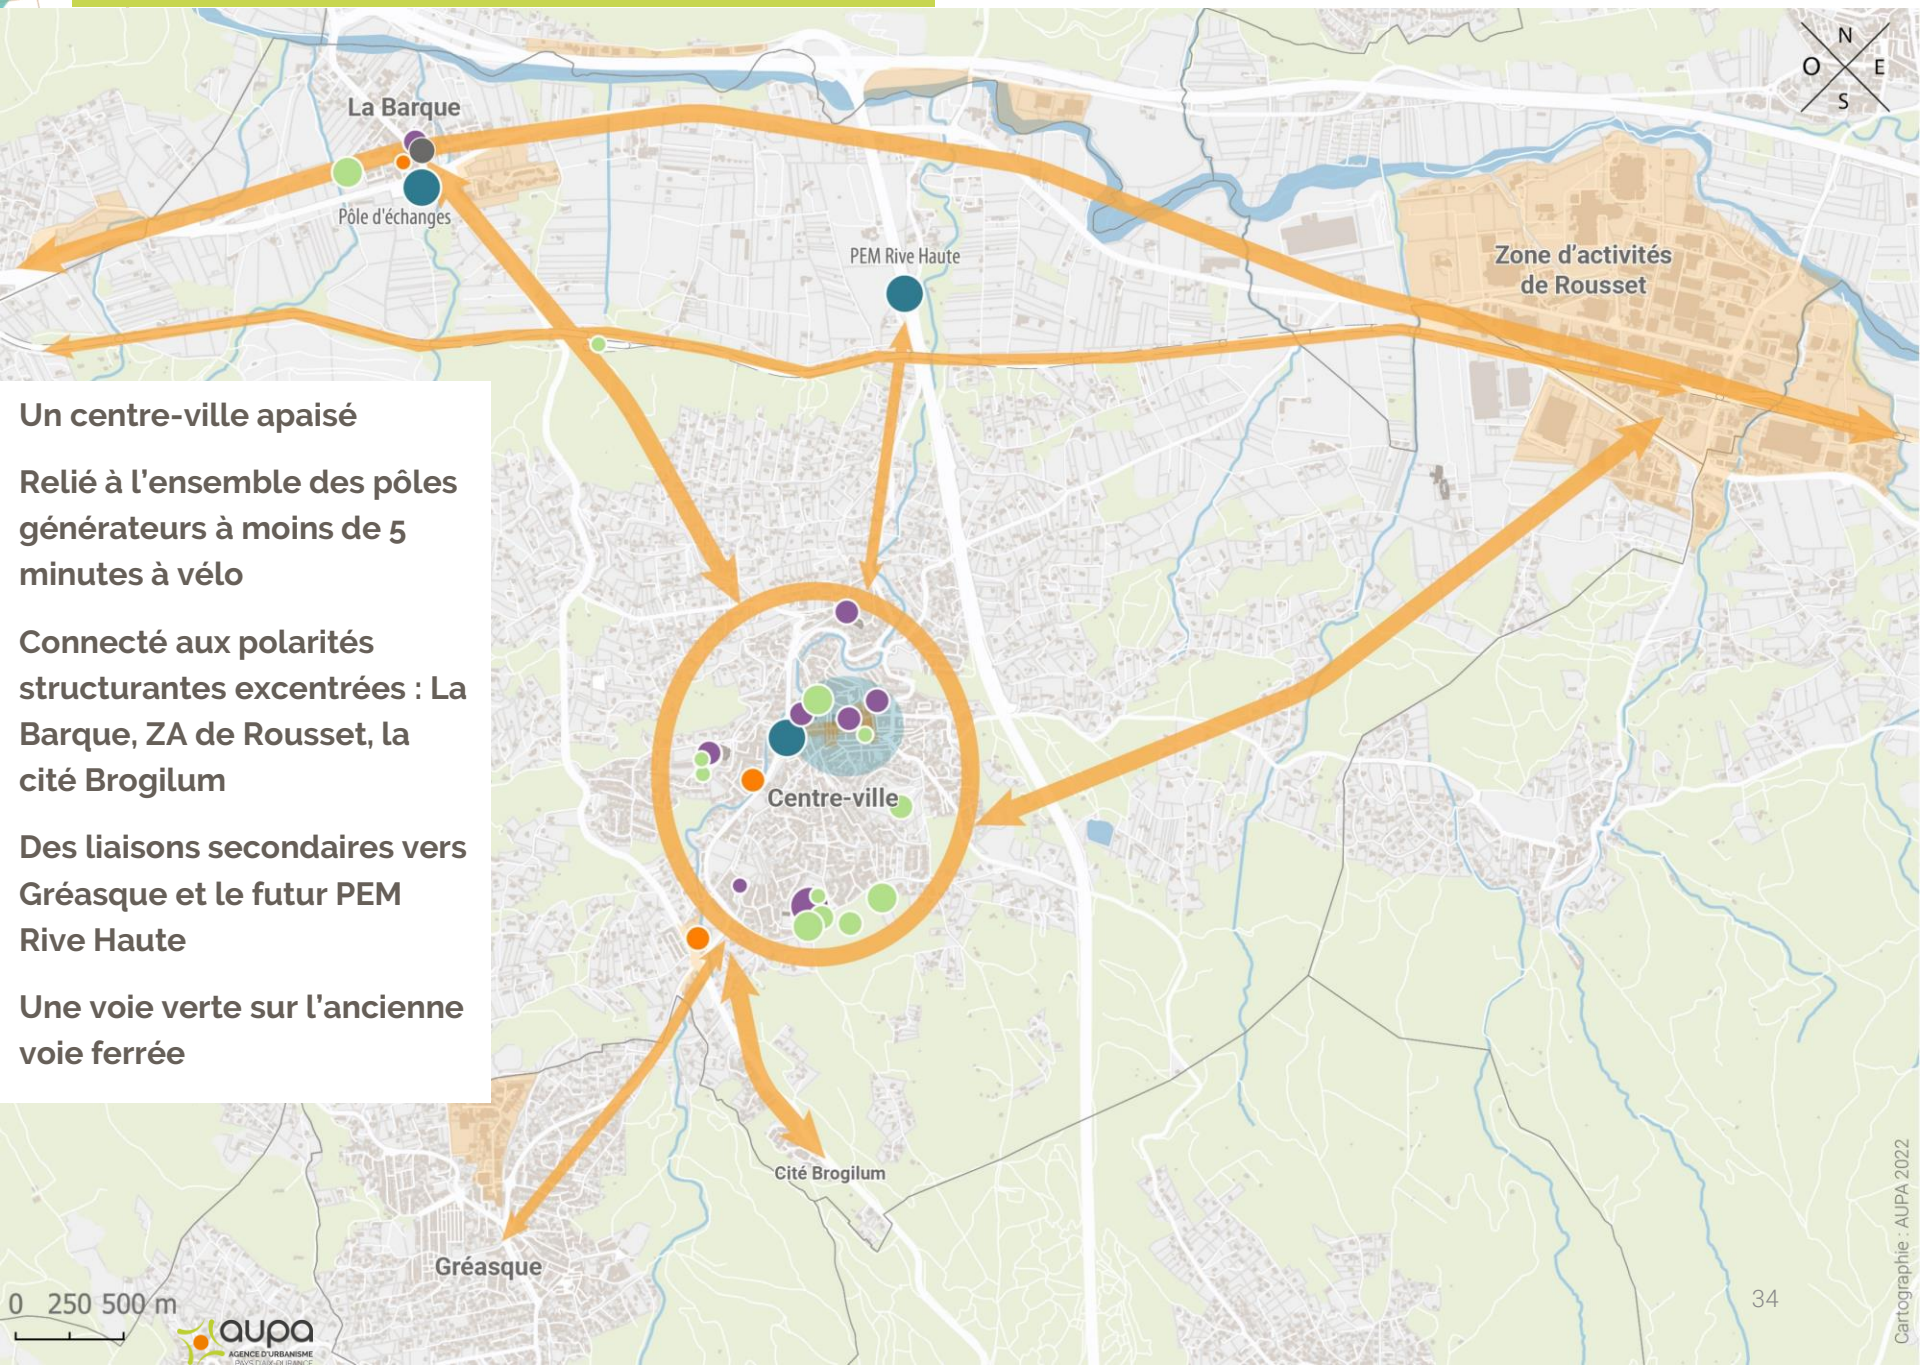 N
O E
S
La Barque
Pôle d'échanges
PEM Rive Haute
Zone d'activités
de Rousset
Un centre-ville apaisé
Relié à l'ensemble des pôles
générateurs à moins de 5
minutes à vélo
Connecté aux polarités
structurantes excentrées : La
Barque, ZA de Rousset, la
cité Brogilum
Des liaisons secondaires vers
Gréasque et le futur PEM
Rive Haute
Une voie verte sur l'ancienne
voie ferrée
Centre-ville
Cité Brogilum
Gréasque
0 250 500 m
aupa
AGENCE D'URBANISME
PAYS D'AIX-DURANCE
34
Cartographie : AUPA 2022